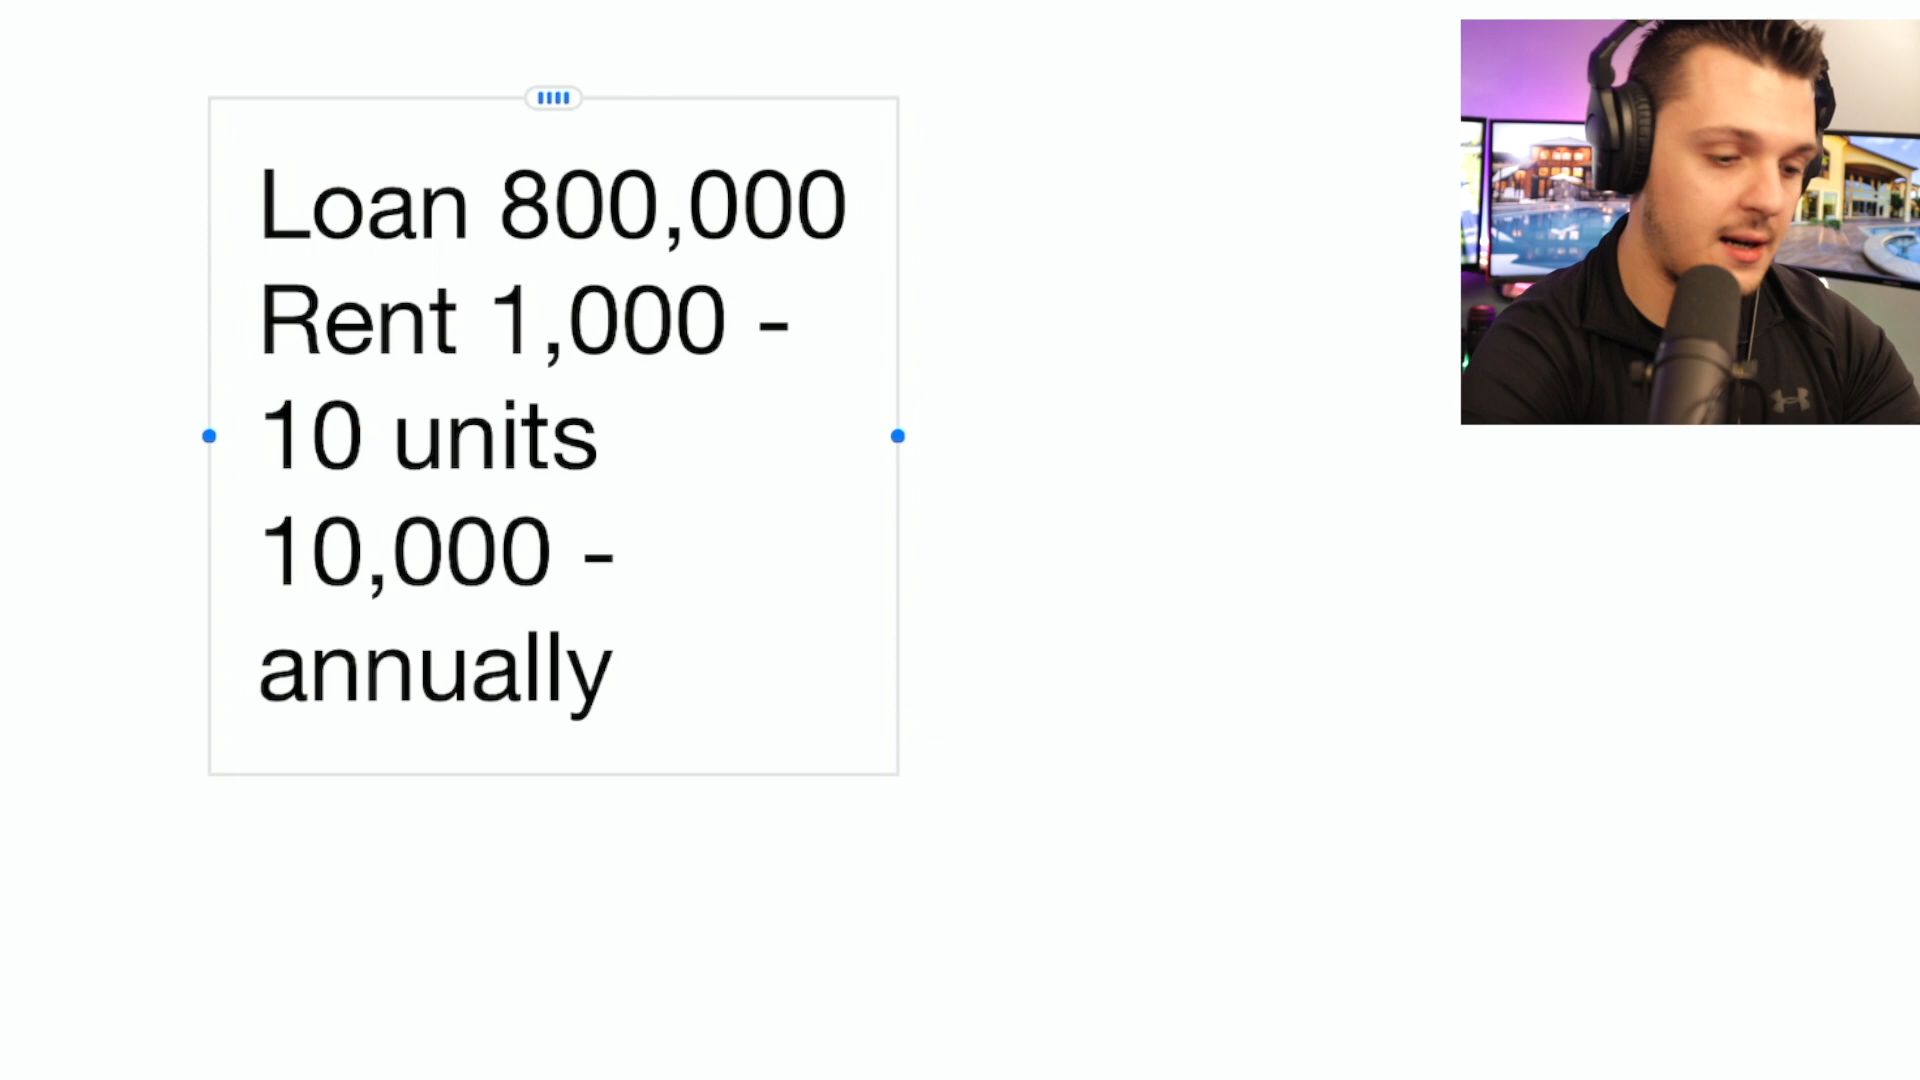 Loan 800,000
Rent 1,000 -
10 units
10,000 -
annually